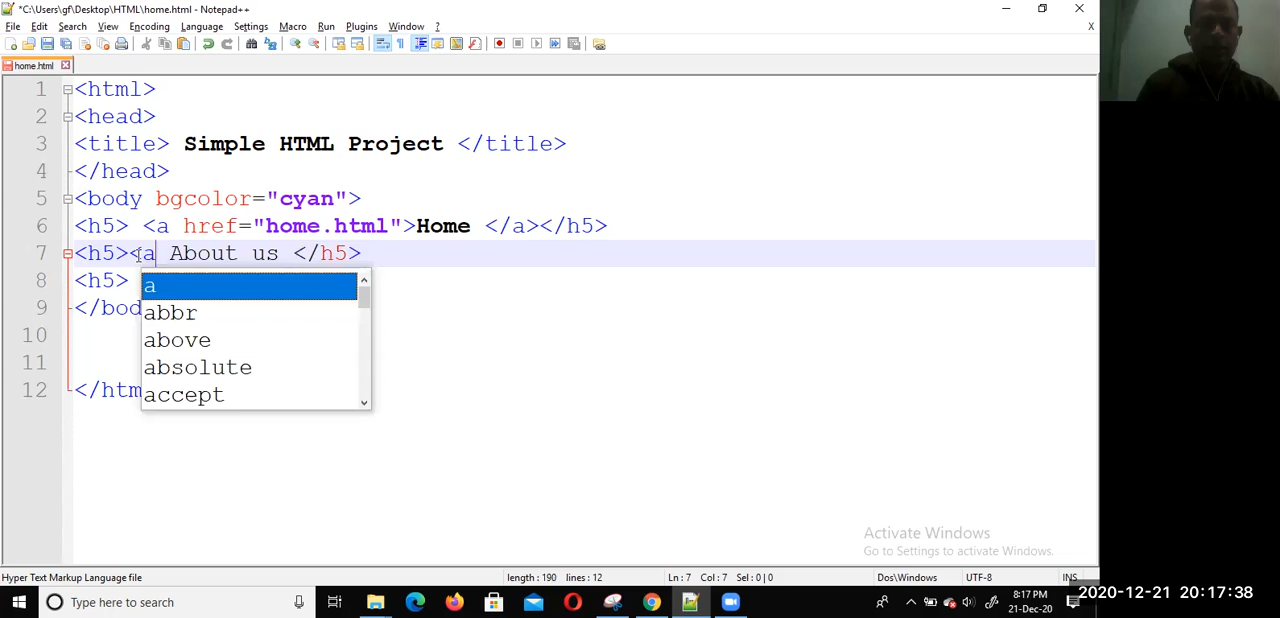 *C:\Users\gf\Desktop\HTML\home.html - Notepad++
File Edit Search View Encoding Language Settings Macro Run Plugins Window ? X
home.html
1 <html>
2 <head>
3 <title> Simple HTML Project </title>
4 </head>
5 <body bgcolor="cyan">
6 <h5> <a href="home.html">Home </a></h5>
7 <h5><a About us </h5>
8 <h5>
9 </bod
10
11
12 </htm
a
abbr
above
absolute
accept
Activate Windows
Go to Settings to activate Windows.
Hyper Text Markup Language file length : 190 lines : 12 Ln : 7 Col : 7 Sel : 0 | 0 Dos\Windows UTF-8 INS
Type here to search
8:17 PM
21-Dec-20
2020-12-21 20:17:38